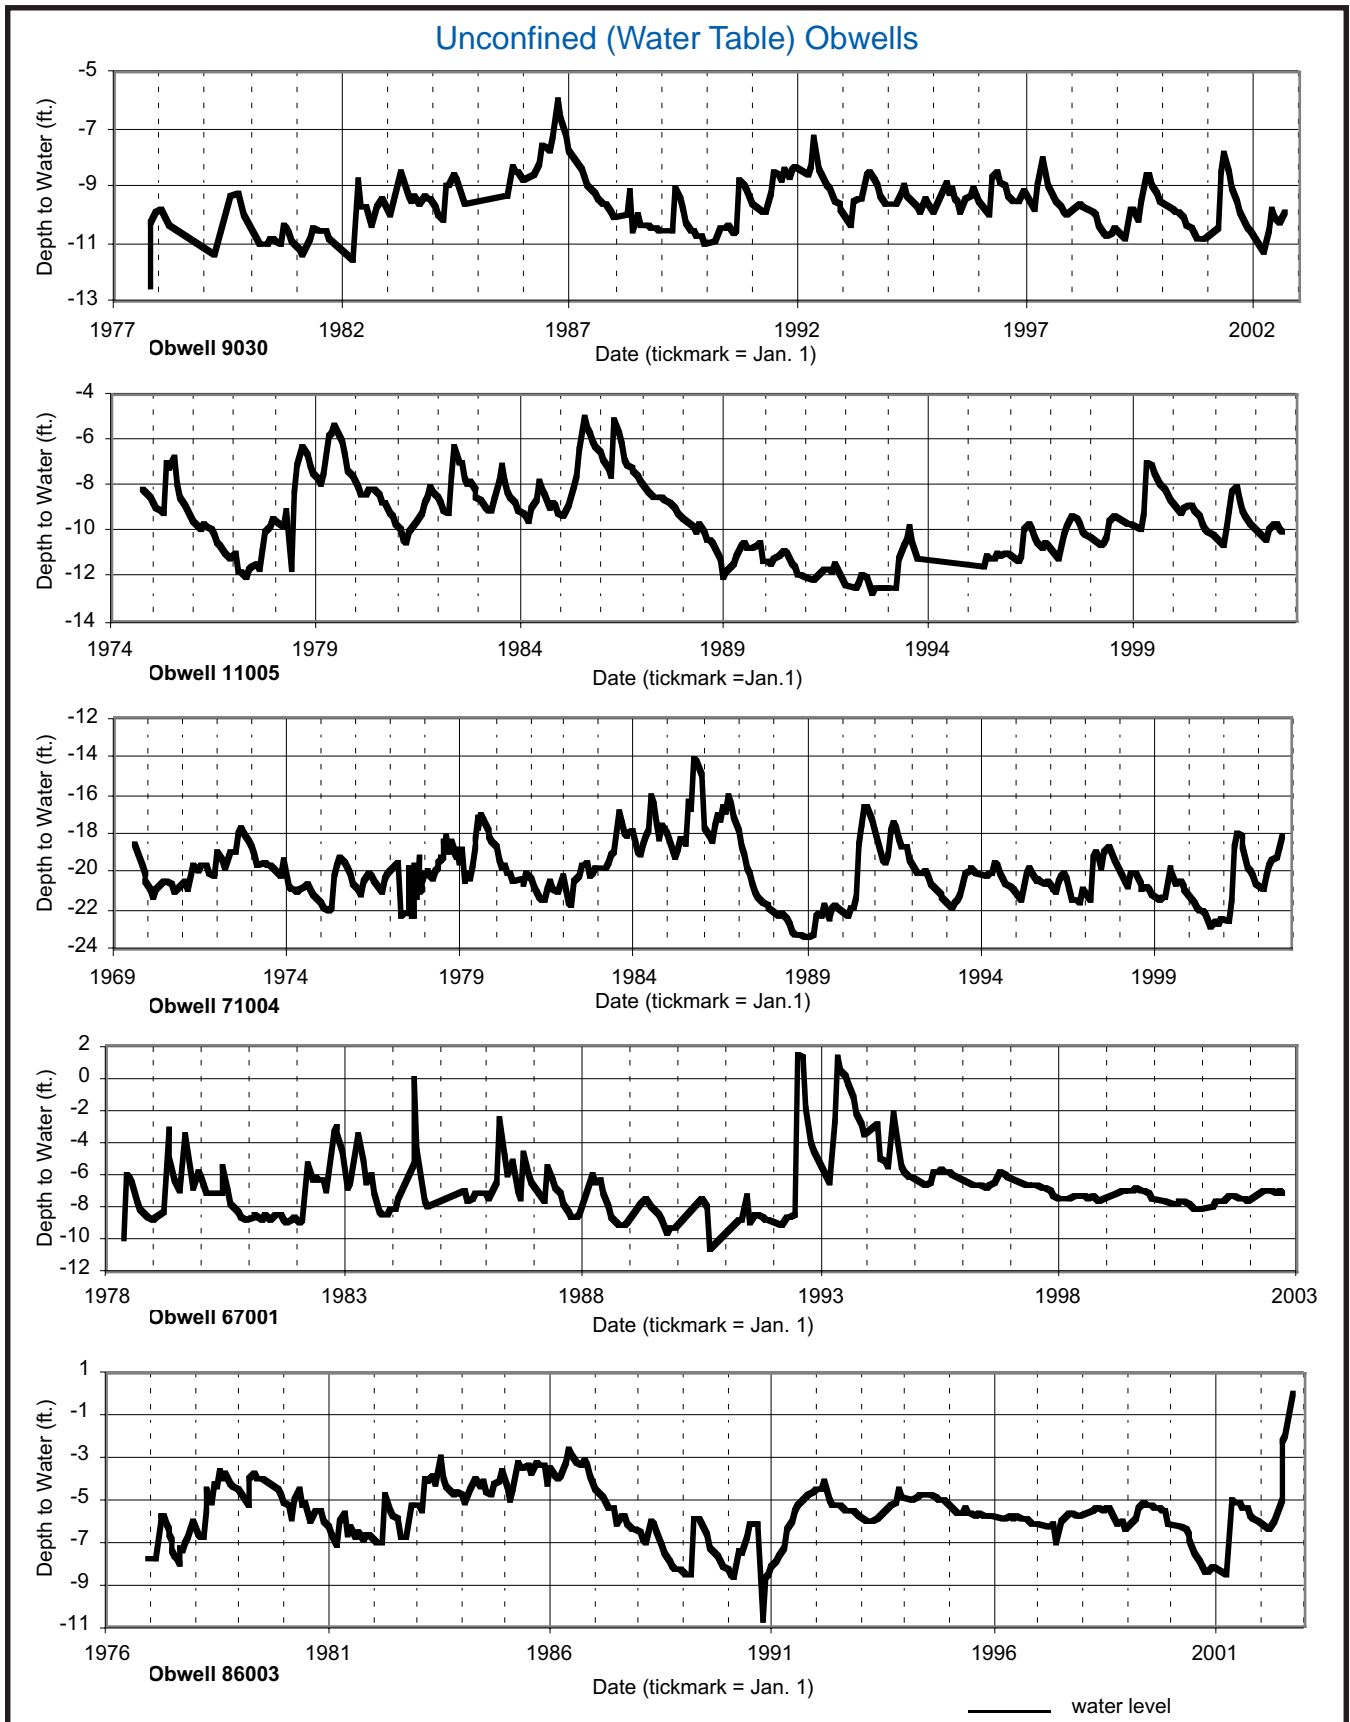 Unconfined (Water Table) Obwells
Depth to Water (ft.)
-5
-7
-9
-11
-13
1977 1982 1987 1992 1997 2002
Obwell 9030
Date (tickmark = Jan. 1)
Depth to Water (ft.)
-4
-6
-8
-10
-12
-14
1974 1979 1984 1989 1994 1999
Obwell 11005
Date (tickmark =Jan.1)
Depth to Water (ft.)
-12
-14
-16
-18
-20
-22
-24
1969 1974 1979 1984 1989 1994 1999
Obwell 71004
Date (tickmark = Jan.1)
Depth to Water (ft.)
2
0
-2
-4
-6
-8
-10
-12
1978 1983 1988 1993 1998 2003
Obwell 67001
Date (tickmark = Jan. 1)
Depth to Water (ft.)
1
-1
-3
-5
-7
-9
-11
1976 1981 1986 1991 1996 2001
Obwell 86003
Date (tickmark = Jan. 1)
water level